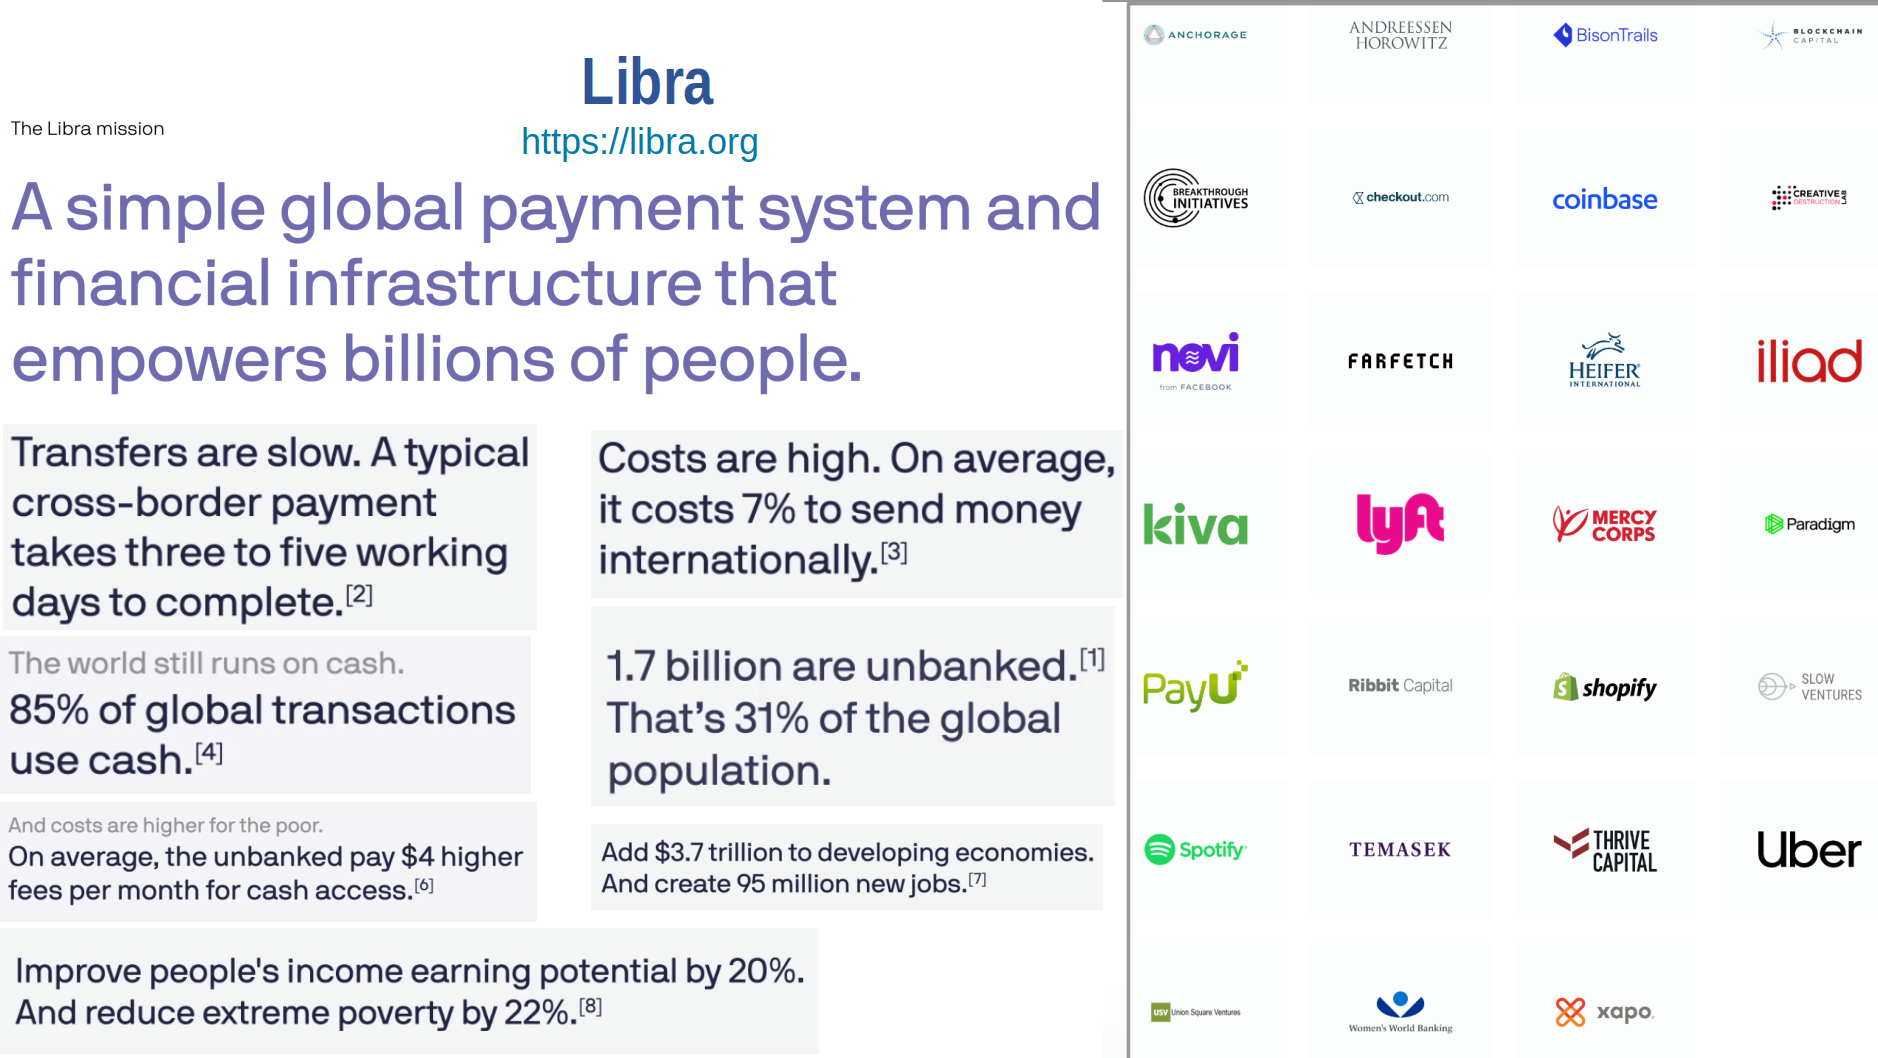 Libra
https://libra.org
The Libra mission
A simple global payment system and
financial infrastructure that
empowers billions of people.
Transfers are slow. A typical
cross-border payment
takes three to five working
days to complete.[2]
Costs are high. On average,
it costs 7% to send money
internationally.[3]
The world still runs on cash.
85% of global transactions
use cash.[4]
1.7 billion are unbanked.[1]
That's 31% of the global
population.
And costs are higher for the poor.
On average, the unbanked pay $4 higher
fees per month for cash access.[6]
Add $3.7 trillion to developing economies.
And create 95 million new jobs.[7]
Improve people's income earning potential by 20%.
And reduce extreme poverty by 22%.[8]
ANCHORAGE
ANDREESSEN
HOROWITZ
BisonTrails
BLOCKCHAIN
CAPITAL
BREAKTHROUGH
INITIATIVES
checkout.com
coinbase
CREATIVE
DESTRUCTION
LAB
novi
from FACEBOOK
FARFETCH
HEIFER
INTERNATIONAL
iliad
kiva
lyft
MERCY
CORPS
Paradigm
PayU
Ribbit Capital
shopify
SLOW
VENTURES
Spotify
TEMASEK
THRIVE
CAPITAL
Uber
USV Union Square Ventures
Women's World Banking
xapo